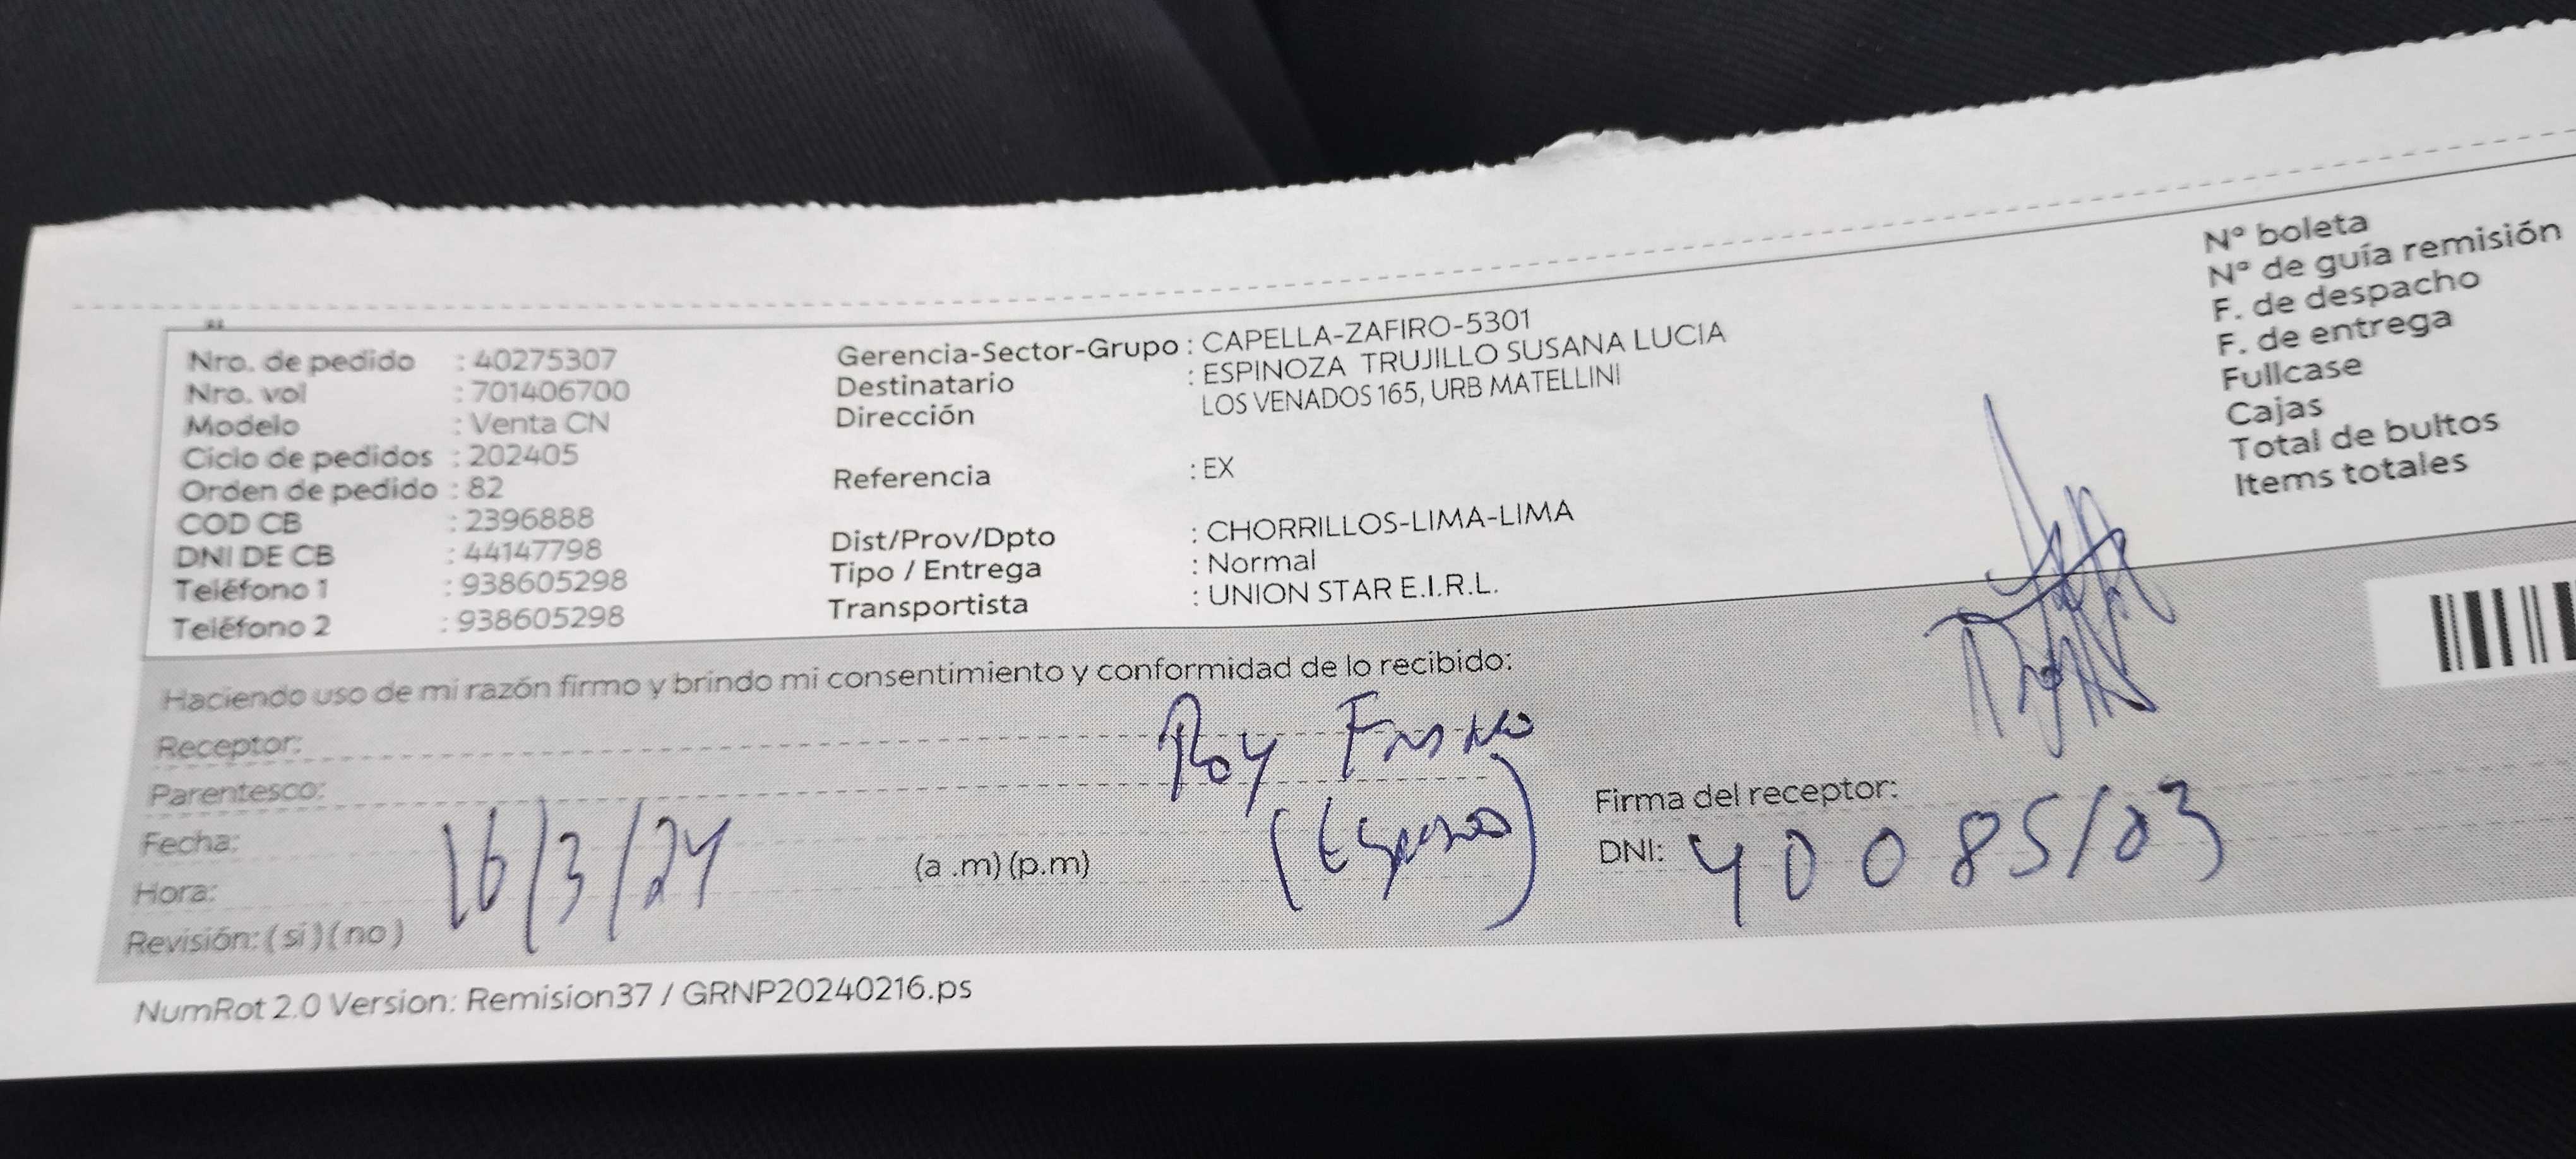 Nro. de pedido : 40275307
Nro. vol : 701406700
Modelo : Venta CN
Ciclo de pedidos : 202405
Orden de pedido : 82
COD CB : 2396888
DNI DE CB : 44147798
Teléfono 1 : 938605298
Teléfono 2 : 938605298
Gerencia-Sector-Grupo : CAPELLA-ZAFIRO-5301
Destinatario : ESPINOZA TRUJILLO SUSANA LUCIA
Dirección LOS VENADOS 165, URB MATELLINI
Referencia : EX
Dist/Prov/Dpto : CHORRILLOS-LIMA-LIMA
Tipo / Entrega : Normal
Transportista : UNION STAR E.I.R.L.
N° boleta
N° de guía remisión
F. de despacho
F. de entrega
Fullcase
Cajas
Total de bultos
Items totales
Haciendo uso de mi razón firmo y brindo mi consentimiento y conformidad de lo recibido:
Receptor: Roy
Parentesco: (Esposo)
Fecha: 16/3/24
Hora: (a .m) (p.m)
Revisión: ( si ) ( no )
Firma del receptor:
DNI: 40085103
NumRot 2.0 Version: Remision37 / GRNP20240216.ps